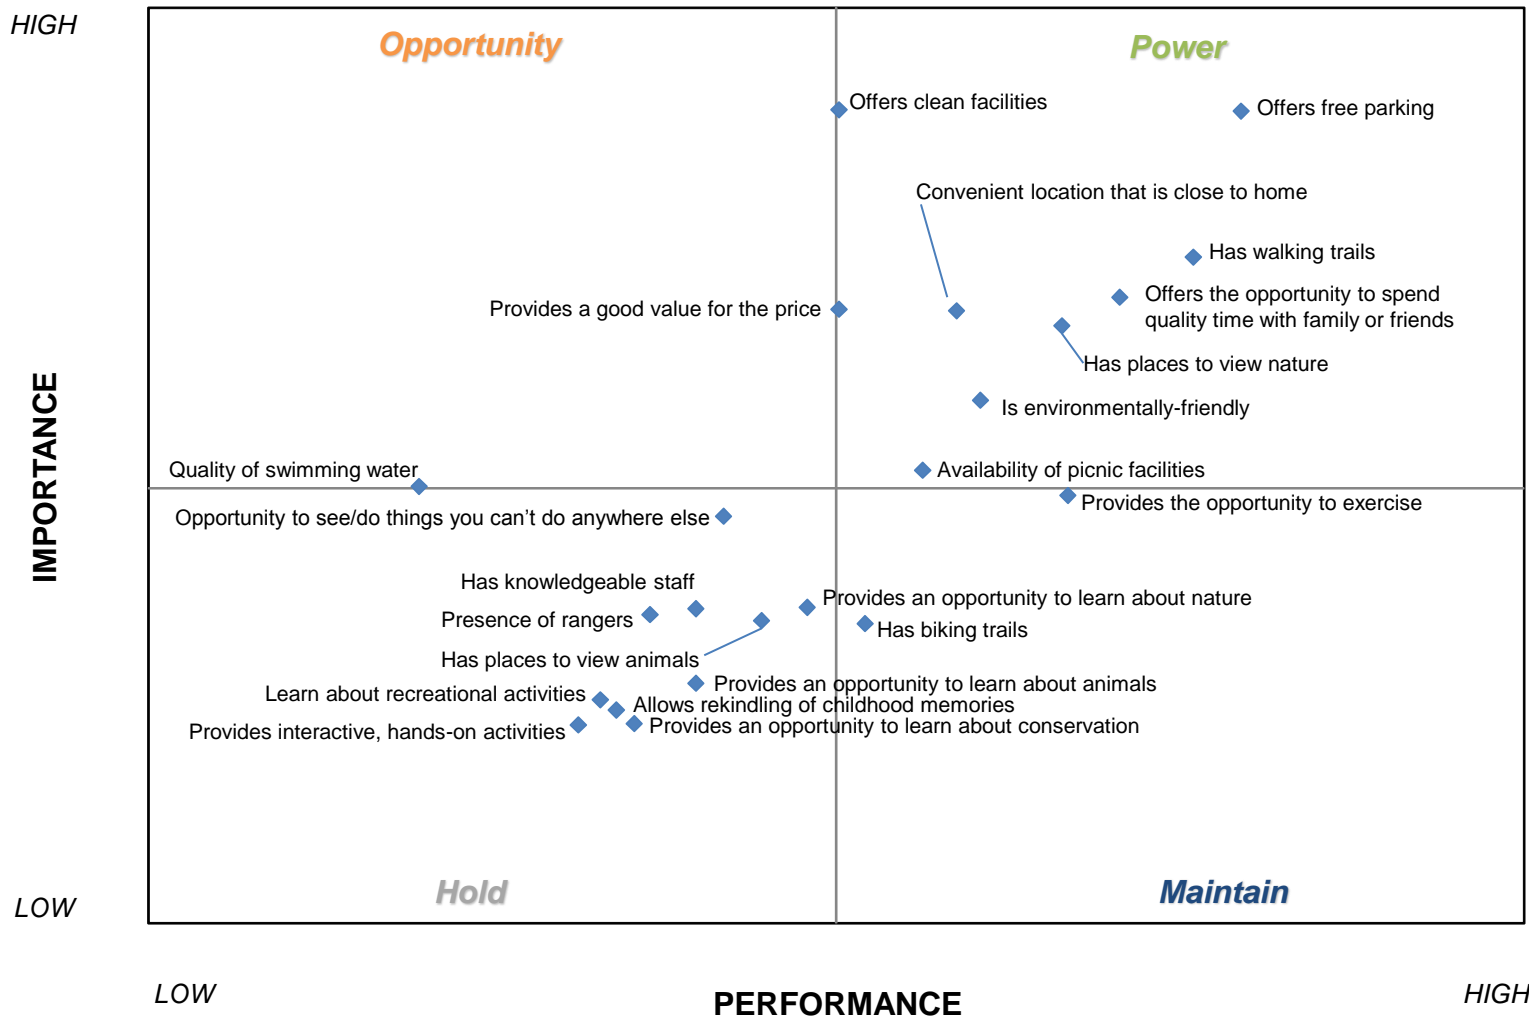 HIGH
Opportunity
Power
Offers clean facilities
Offers free parking
Convenient location that is close to home
Has walking trails
Offers the opportunity to spend
quality time with family or friends
Provides a good value for the price
Has places to view nature
Is environmentally-friendly
IMPORTANCE
Quality of swimming water
Availability of picnic facilities
Provides the opportunity to exercise
Opportunity to see/do things you can’t do anywhere else
Has knowledgeable staff
Provides an opportunity to learn about nature
Presence of rangers
Has biking trails
Has places to view animals
Provides an opportunity to learn about animals
Learn about recreational activities
Allows rekindling of childhood memories
Provides interactive, hands-on activities
Provides an opportunity to learn about conservation
Hold
Maintain
LOW
LOW
PERFORMANCE
HIGH